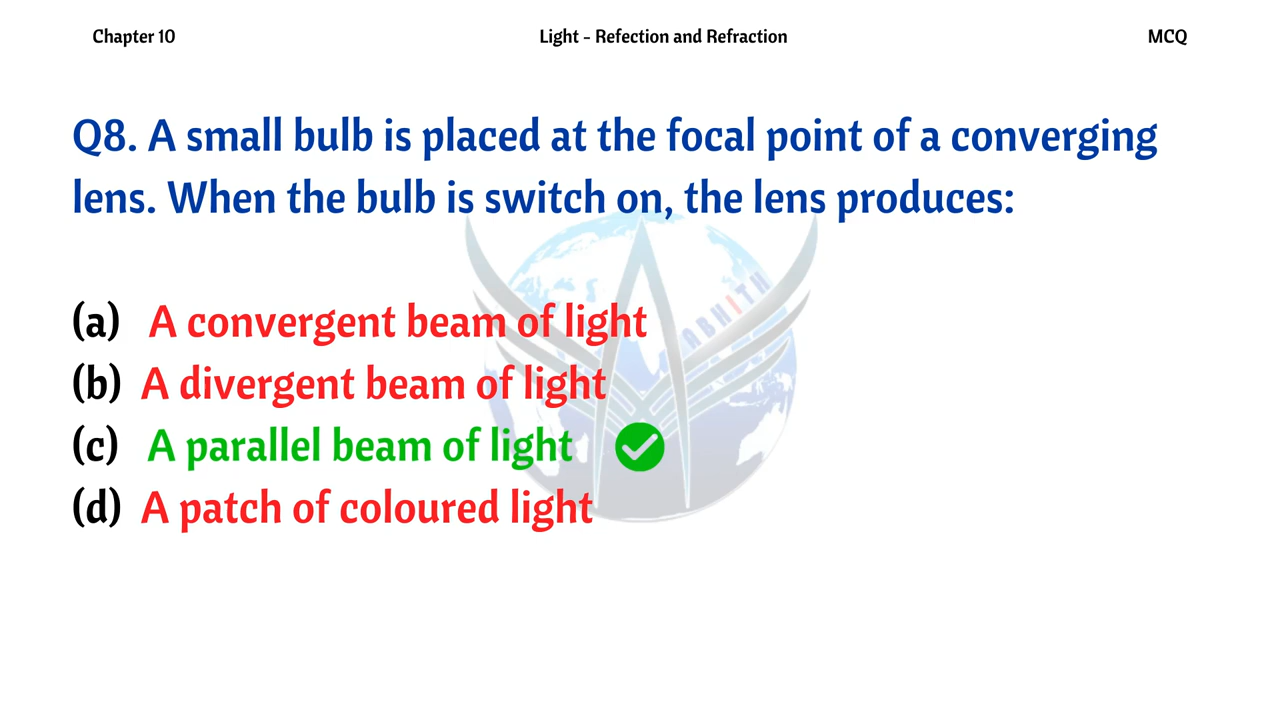 Chapter 10
Light - Refection and Refraction
MCQ
Q8. A small bulb is placed at the focal point of a converging
lens. When the bulb is switch on, the lens produces:
ABHITH
(a) A convergent beam of light
(b) A divergent beam of light
(c) A parallel beam of light
(d) A patch of coloured light